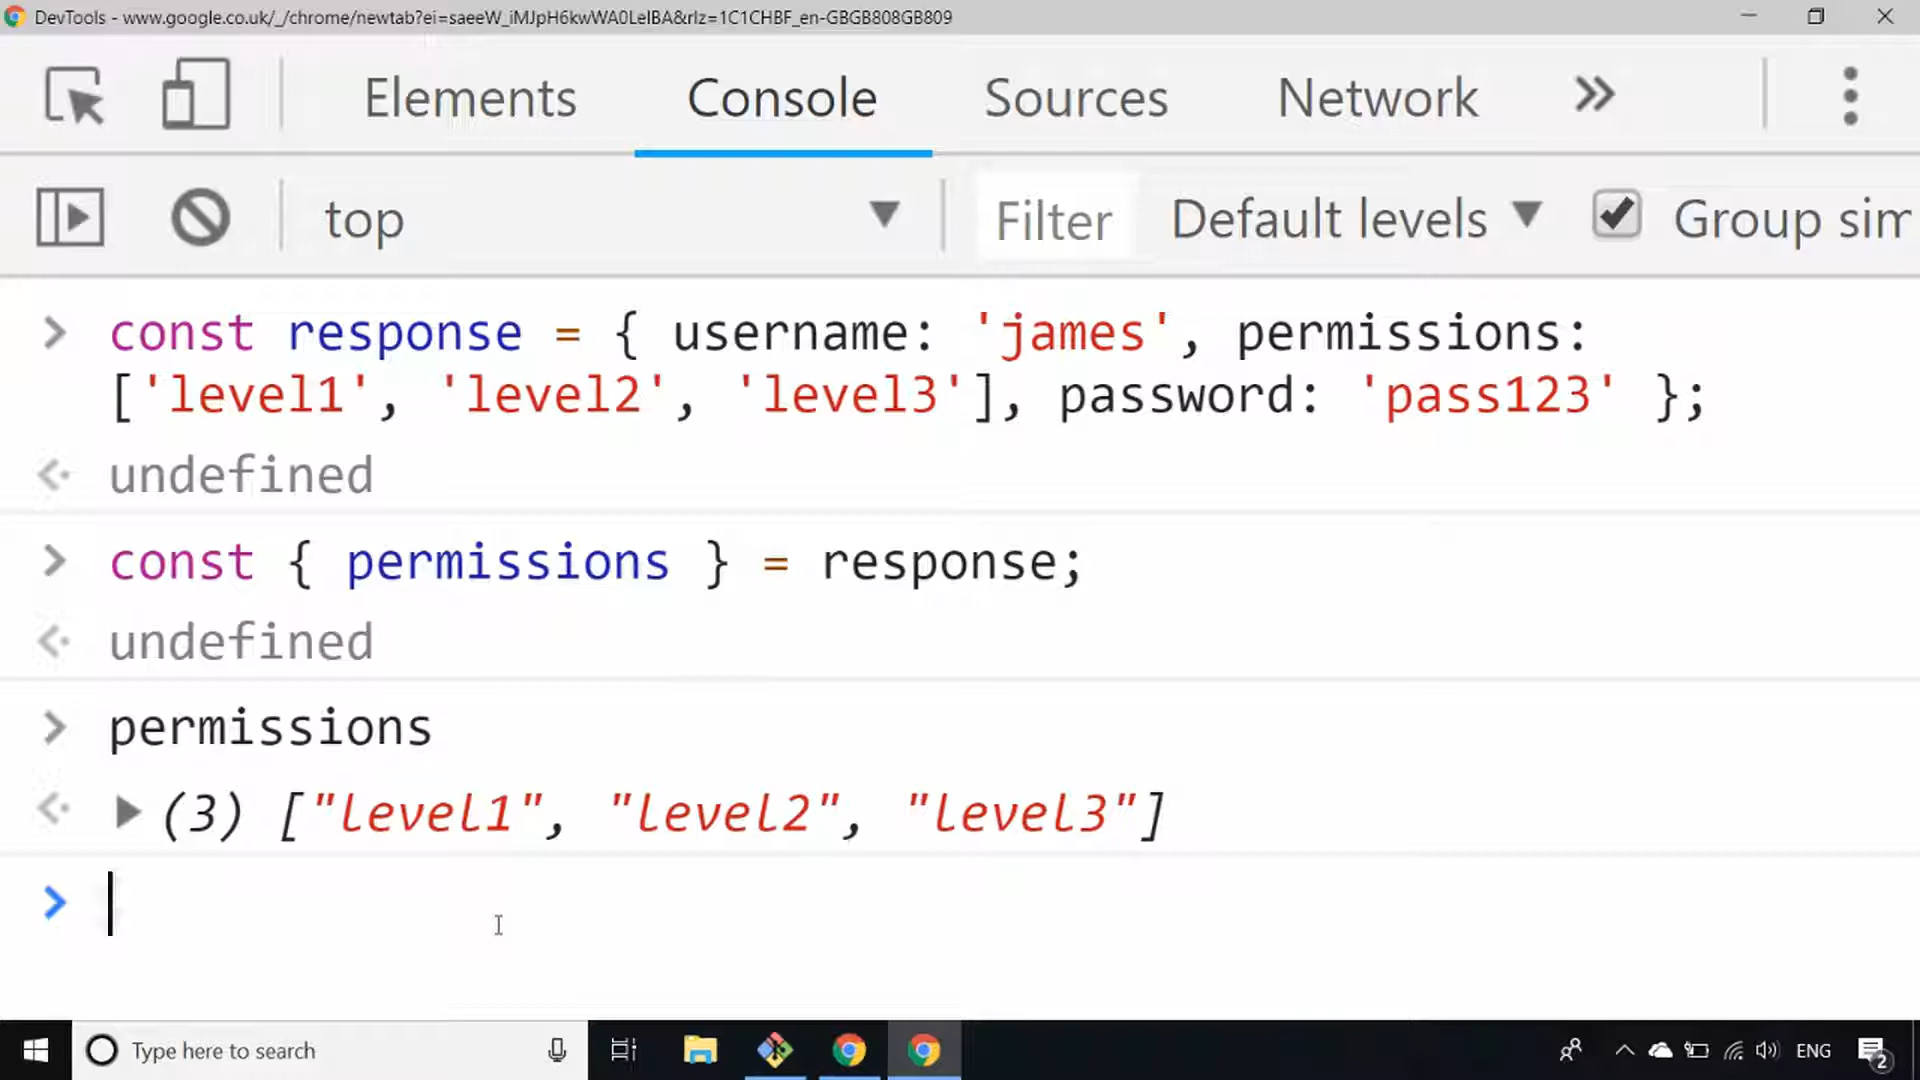 DevTools - www.google.co.uk/_/chrome/newtab?ei=saeeW_iMJpH6kwWA0LeIBA&rlz=1C1CHBF_en-GBGB808GB809
Elements Console Sources Network »
top Filter Default levels Group sim
> const response = { username: 'james', permissions:
['level1', 'level2', 'level3'], password: 'pass123' };
undefined
> const { permissions } = response;
undefined
> permissions
(3) ["level1", "level2", "level3"]
>
Type here to search ENG 2